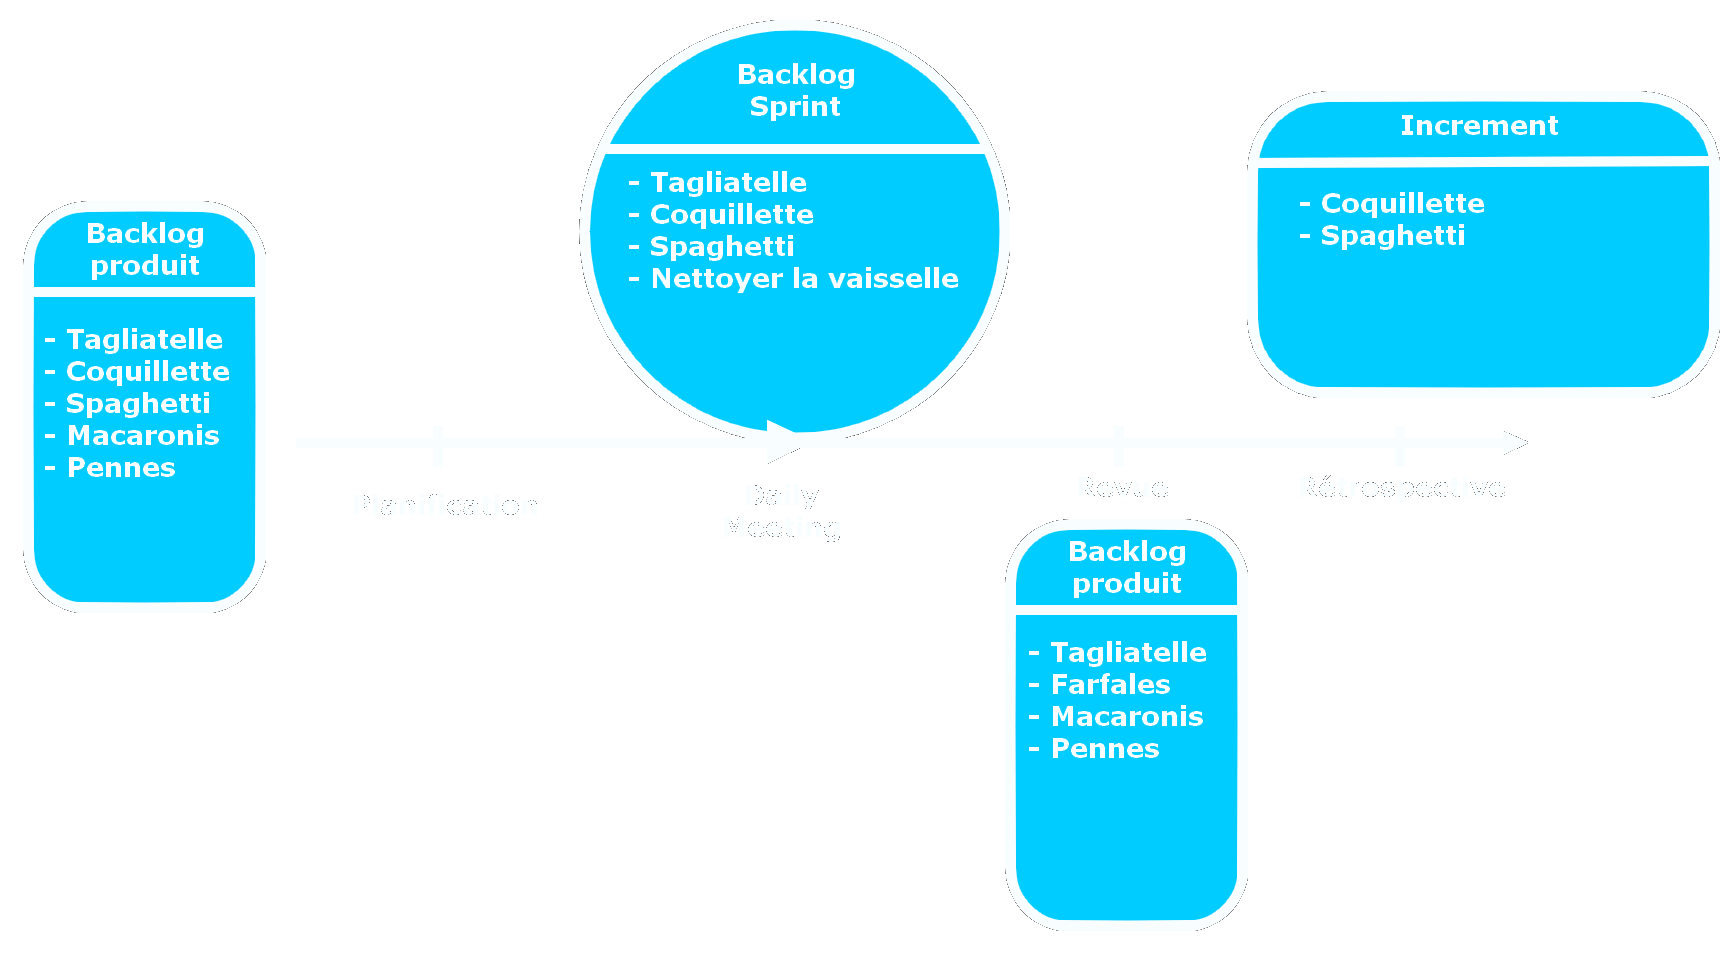 Backlog
produit
- Tagliatelle
- Coquillette
- Spaghetti
- Macaronis
- Pennes
Planification
Backlog
Sprint
- Tagliatelle
- Coquillette
- Spaghetti
- Nettoyer la vaisselle
Daily
Meeting
Revue
Backlog
produit
- Tagliatelle
- Farfales
- Macaronis
- Pennes
Increment
- Coquillette
- Spaghetti
Rétrospective